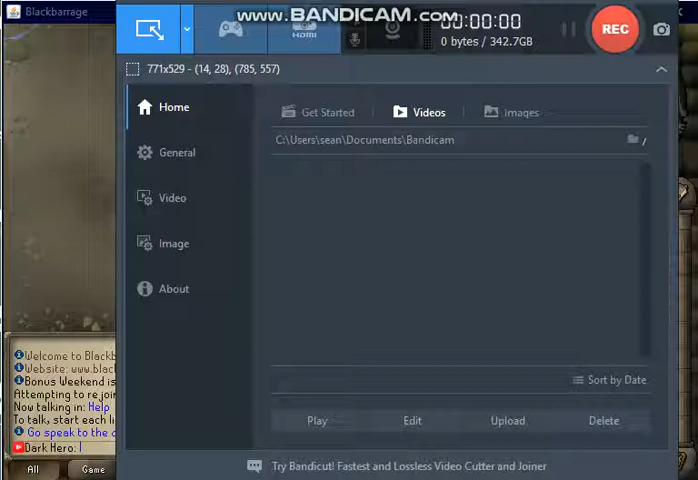 Blackbarrage
www.BANDICAM.com
00:00:00
REC
HDMI
0 bytes / 342.7GB
771x529 - (14, 28), (785, 557)
Home
Get Started
Videos
Images
C:\Users\sean\Documents\Bandicam
General
Video
Image
About
Welcome to Blackb
Website: www.blac
Bonus Weekend is
Attempting to rejoi
Now talking in: Help
To talk, start each li
Go speak to the
Dark Hero:
Sort by Date
Play
Edit
Upload
Delete
Try Bandicut! Fastest and Lossless Video Cutter and Joiner
All
Game